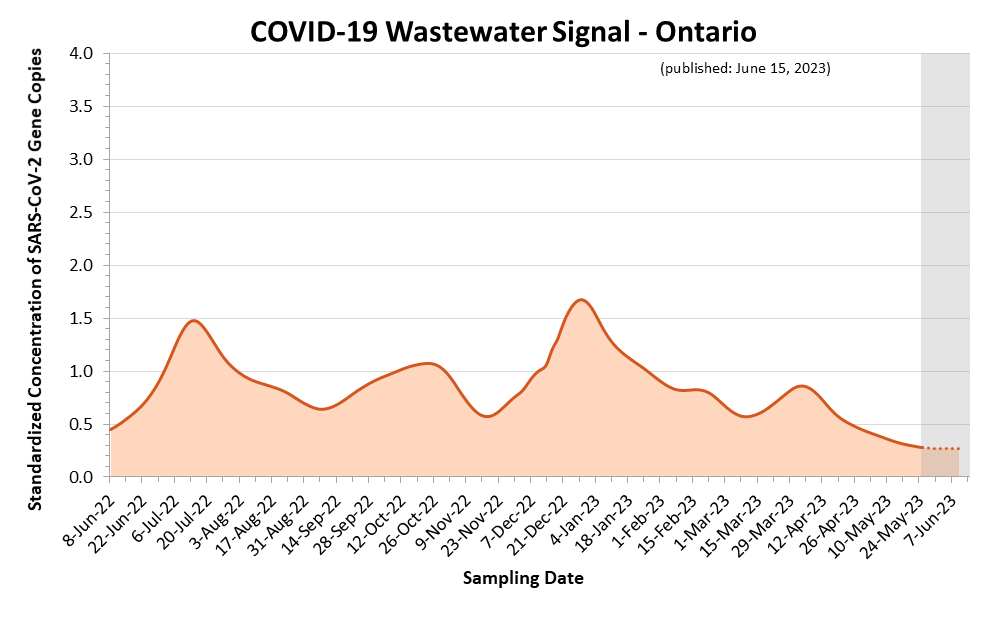 COVID-19 Wastewater Signal - Ontario
(published: June 15, 2023)
Standardized Concentration of SARS-CoV-2 Gene Copies
4.0
3.5
3.0
2.5
2.0
1.5
1.0
0.5
0.0
8-Jun-22
22-Jun-22
6-Jul-22
20-Jul-22
3-Aug-22
17-Aug-22
31-Aug-22
14-Sep-22
28-Sep-22
12-Oct-22
26-Oct-22
9-Nov-22
23-Nov-22
7-Dec-22
21-Dec-22
4-Jan-23
18-Jan-23
1-Feb-23
15-Feb-23
1-Mar-23
15-Mar-23
29-Mar-23
12-Apr-23
26-Apr-23
10-May-23
24-May-23
7-Jun-23
Sampling Date